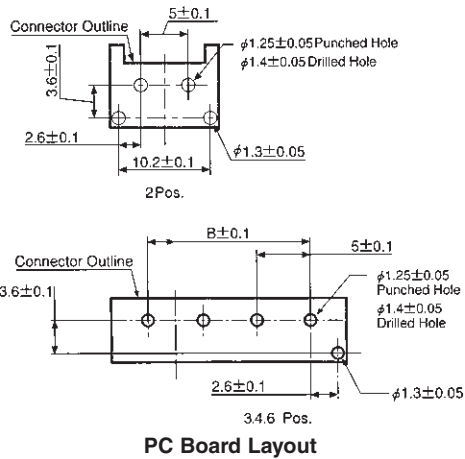 5±0.1
Connector Outline
ϕ1.25±0.05 Punched Hole
ϕ1.4±0.05 Drilled Hole
3.6±0.1
2.6±0.1
ϕ1.3±0.05
10.2±0.1
2Pos.
B±0.1
5±0.1
Connector Outline
ϕ1.25±0.05
Punched Hole
3.6±0.1
ϕ1.4±0.05
Drilled Hole
2.6±0.1
ϕ1.3±0.05
3.4.6 Pos.
PC Board Layout